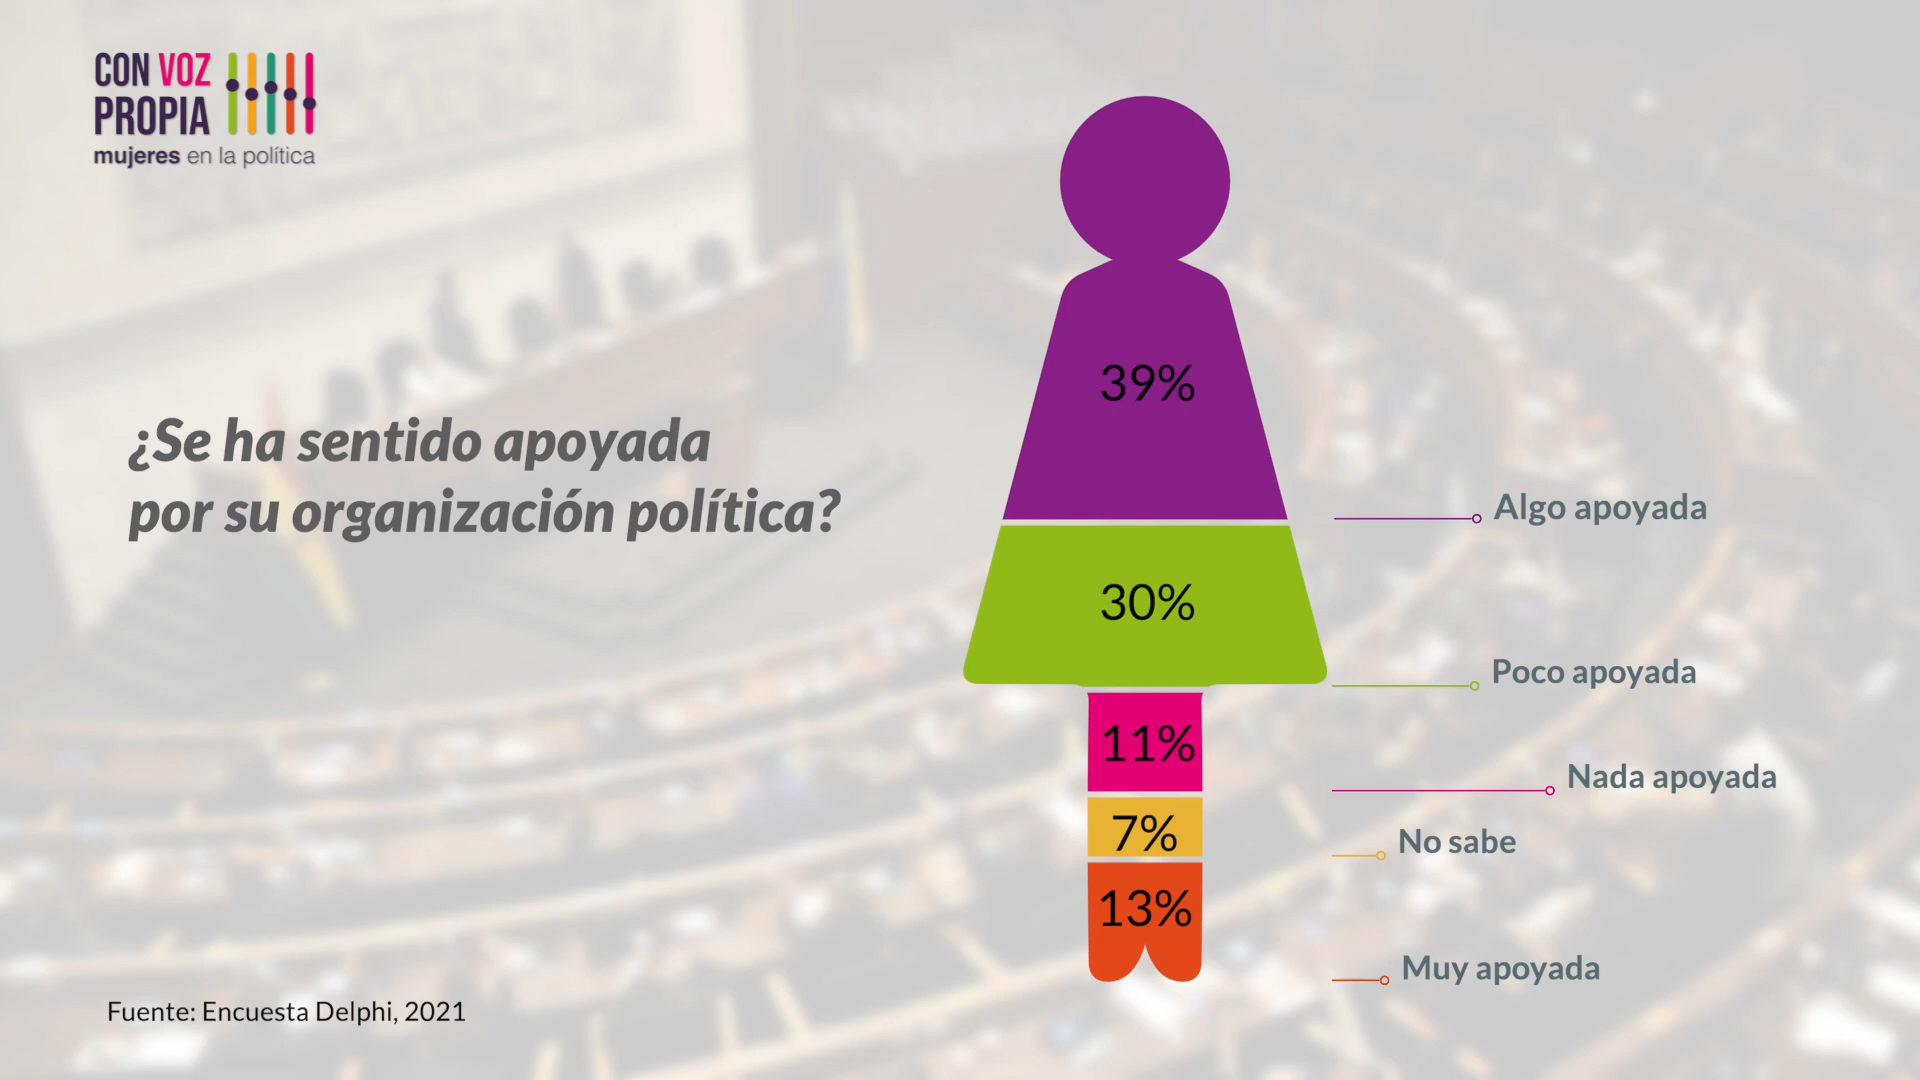 CON VOZ
PROPIA
mujeres en la política
¿Se ha sentido apoyada
por su organización política?
39%
Algo apoyada
30%
Poco apoyada
11%
Nada apoyada
7%
No sabe
13%
Muy apoyada
Fuente: Encuesta Delphi, 2021